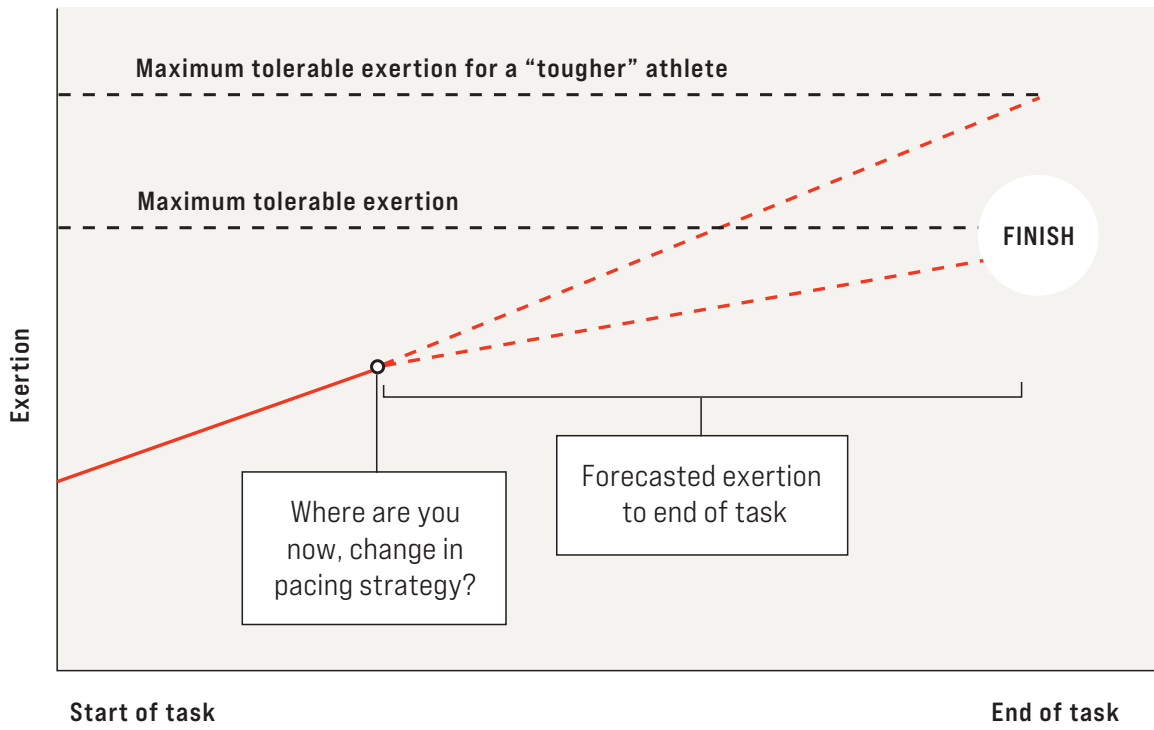 Maximum tolerable exertion for a “tougher” athlete
Maximum tolerable exertion
FINISH
Exertion
Where are you
now, change in
pacing strategy?
Forecasted exertion
to end of task
Start of task
End of task